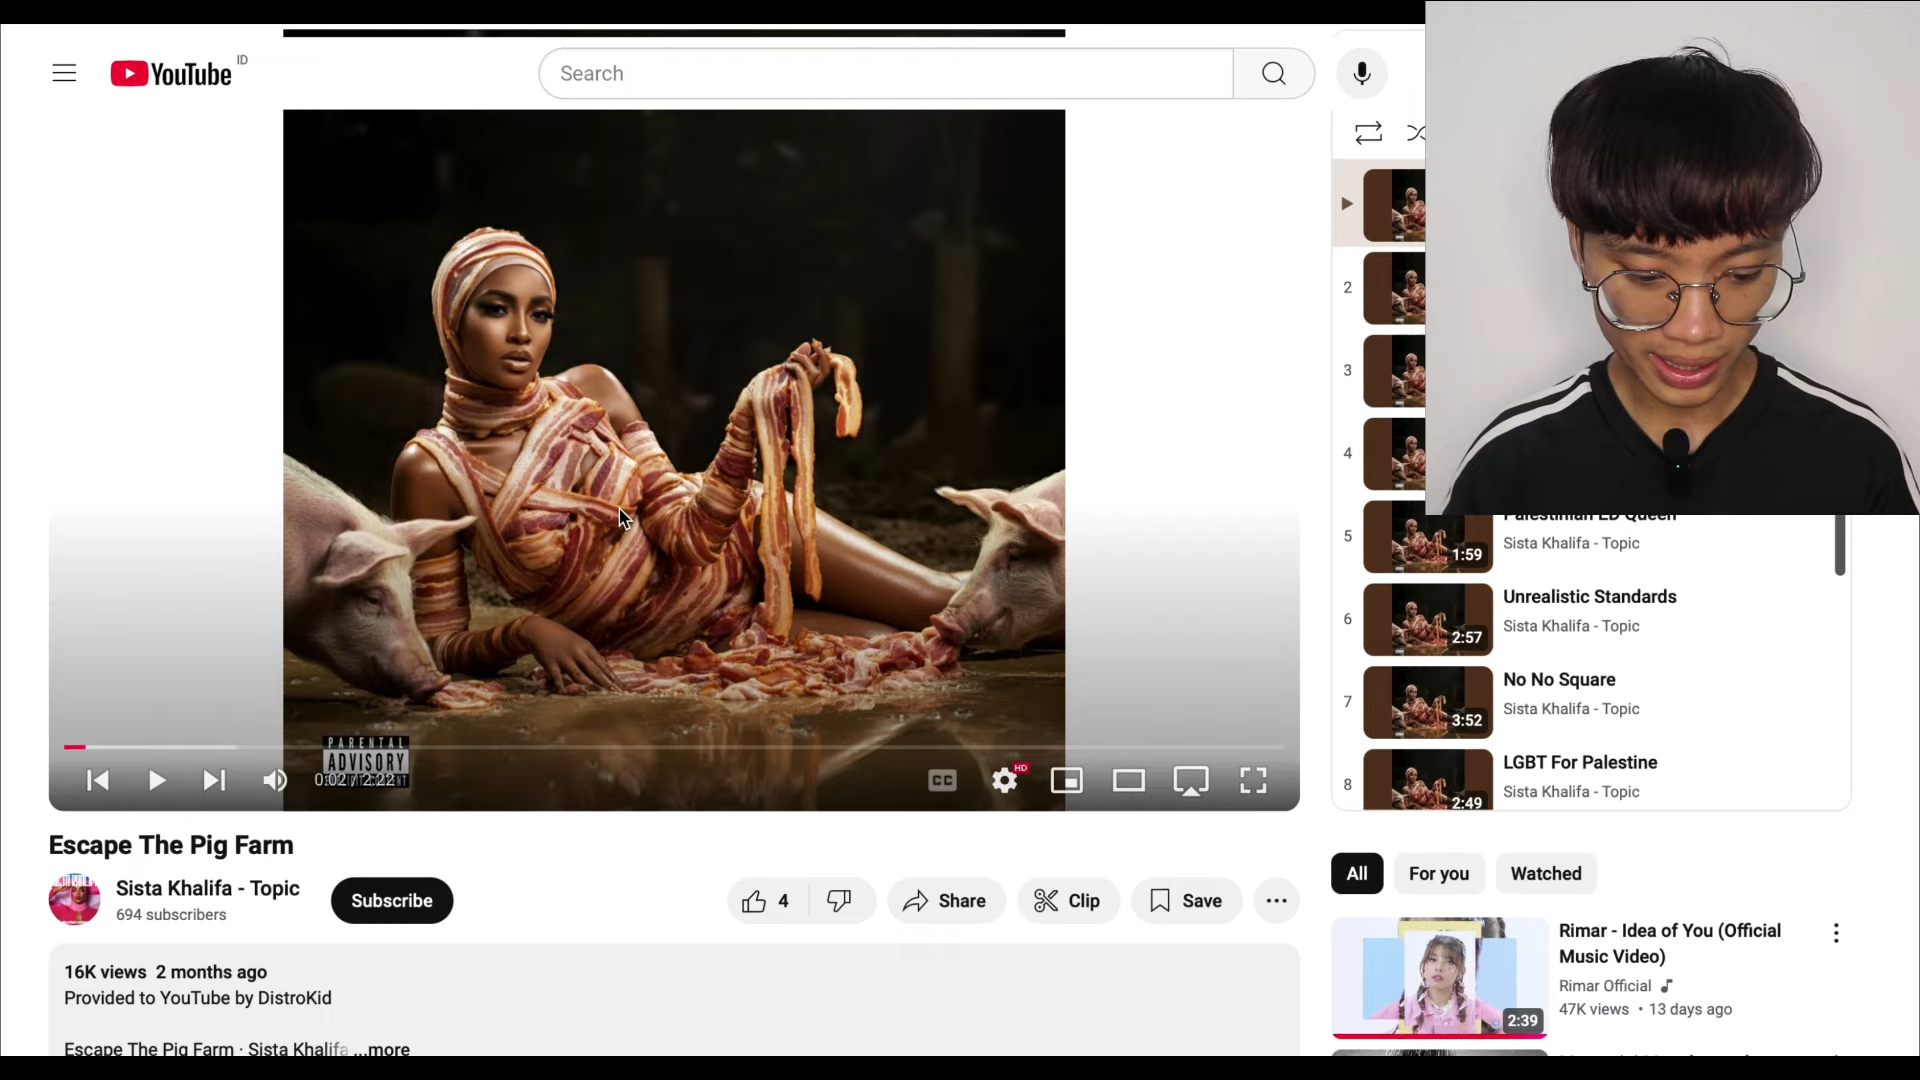 YouTube
ID
Search
PARENTAL
ADVISORY
0:02 / 2:22
CC
HD
Escape The Pig Farm
Sista Khalifa - Topic
694 subscribers
Subscribe
4
Share
Clip
Save
16K views 2 months ago
Provided to YouTube by DistroKid
Escape The Pig Farm · Sista Khalifa ...more
2
3
4
5
1:59
Palestinian ED Queen
Sista Khalifa - Topic
6
2:57
Unrealistic Standards
Sista Khalifa - Topic
7
3:52
No No Square
Sista Khalifa - Topic
8
2:49
LGBT For Palestine
Sista Khalifa - Topic
All
For you
Watched
2:39
Rimar - Idea of You (Official
Music Video)
Rimar Official
47K views • 13 days ago